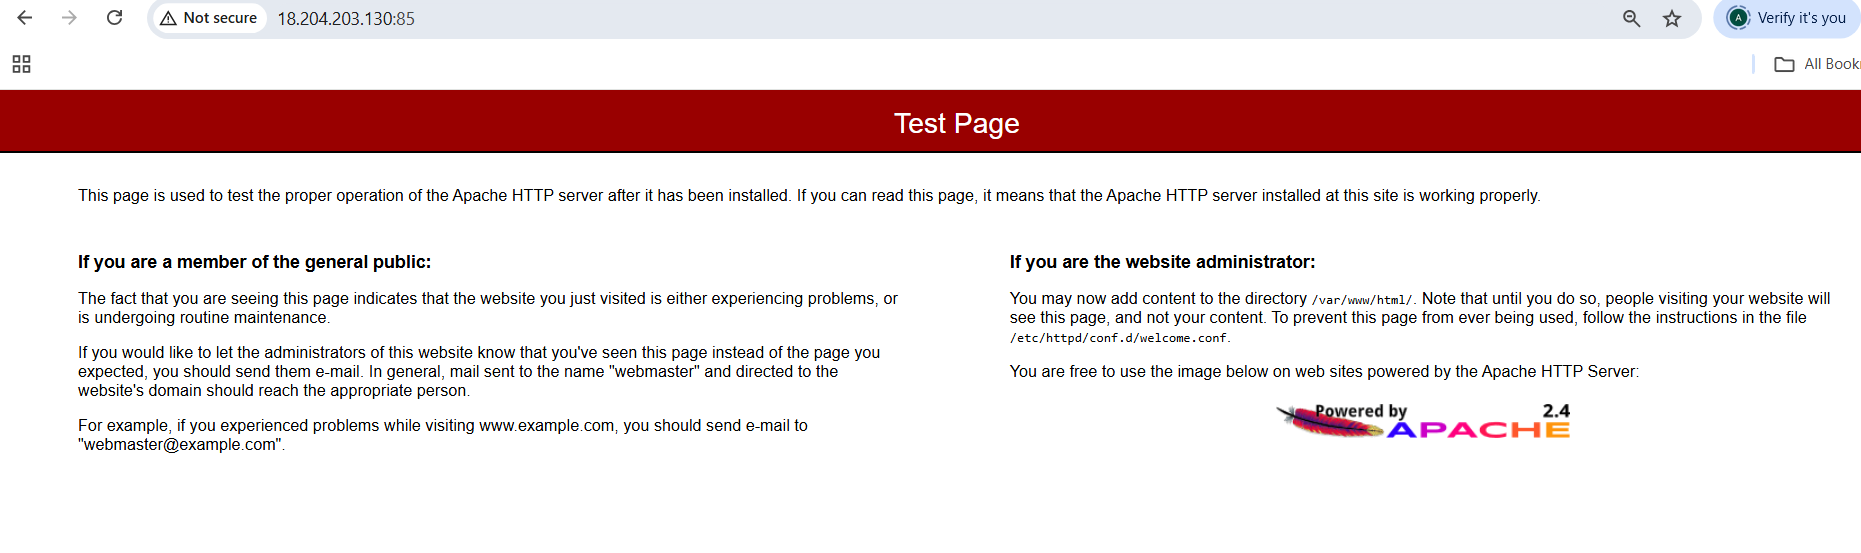 Not secure
18.204.203.130:85
A
Verify it's you
All Book
Test Page
This page is used to test the proper operation of the Apache HTTP server after it has been installed. If you can read this page, it means that the Apache HTTP server installed at this site is working properly.
If you are a member of the general public:
The fact that you are seeing this page indicates that the website you just visited is either experiencing problems, or
is undergoing routine maintenance.
If you would like to let the administrators of this website know that you've seen this page instead of the page you
expected, you should send them e-mail. In general, mail sent to the name "webmaster" and directed to the
website's domain should reach the appropriate person.
For example, if you experienced problems while visiting www.example.com, you should send e-mail to
"webmaster@example.com".
If you are the website administrator:
You may now add content to the directory /var/www/html/. Note that until you do so, people visiting your website will
see this page, and not your content. To prevent this page from ever being used, follow the instructions in the file
/etc/httpd/conf.d/welcome.conf.
You are free to use the image below on web sites powered by the Apache HTTP Server:
Powered by 2.4
APACHE